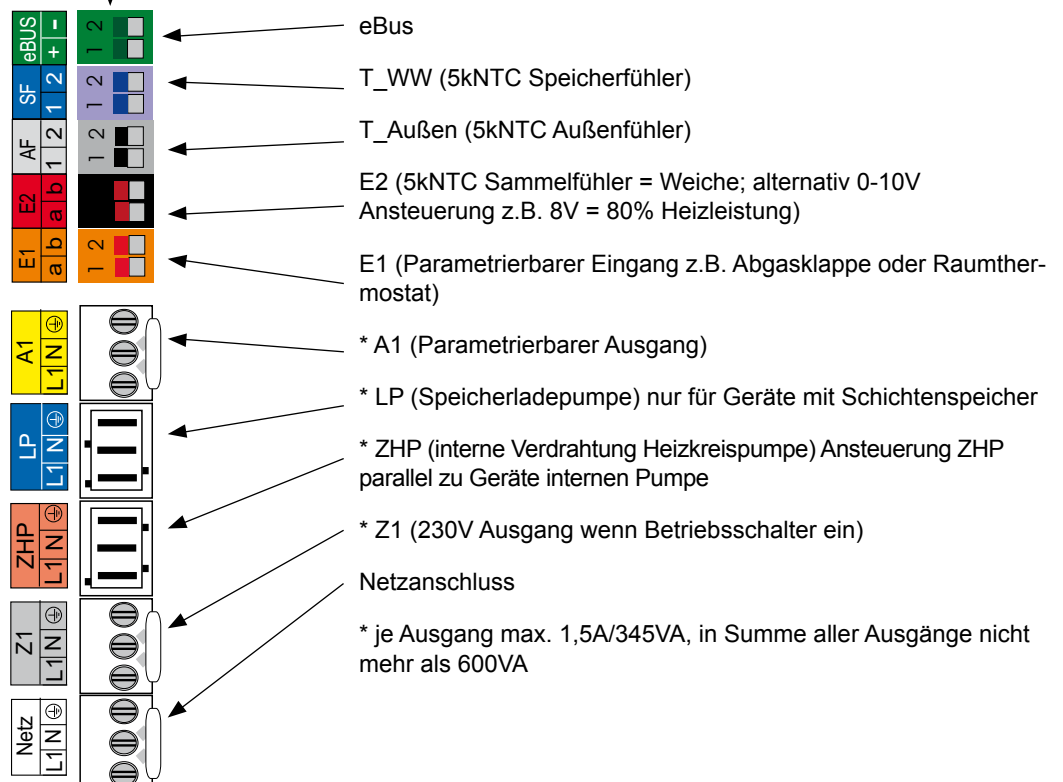 eBUS
+ -
1 2
eBus
SF
1 2
1 2
T_WW (5kNTC Speicherfühler)
AF
1 2
1 2
T_Außen (5kNTC Außenfühler)
E2
a b
E2 (5kNTC Sammelfühler = Weiche; alternativ 0-10V
Ansteuerung z.B. 8V = 80% Heizleistung)
E1
a b
1 2
E1 (Parametrierbarer Eingang z.B. Abgasklappe oder Raumther-
mostat)
A1
L1 N
* A1 (Parametrierbarer Ausgang)
LP
L1 N
* LP (Speicherladepumpe) nur für Geräte mit Schichtenspeicher
ZHP
L1 N
* ZHP (interne Verdrahtung Heizkreispumpe) Ansteuerung ZHP
parallel zu Geräte internen Pumpe
Z1
L1 N
* Z1 (230V Ausgang wenn Betriebsschalter ein)
Netz
L1 N
Netzanschluss
* je Ausgang max. 1,5A/345VA, in Summe aller Ausgänge nicht
mehr als 600VA